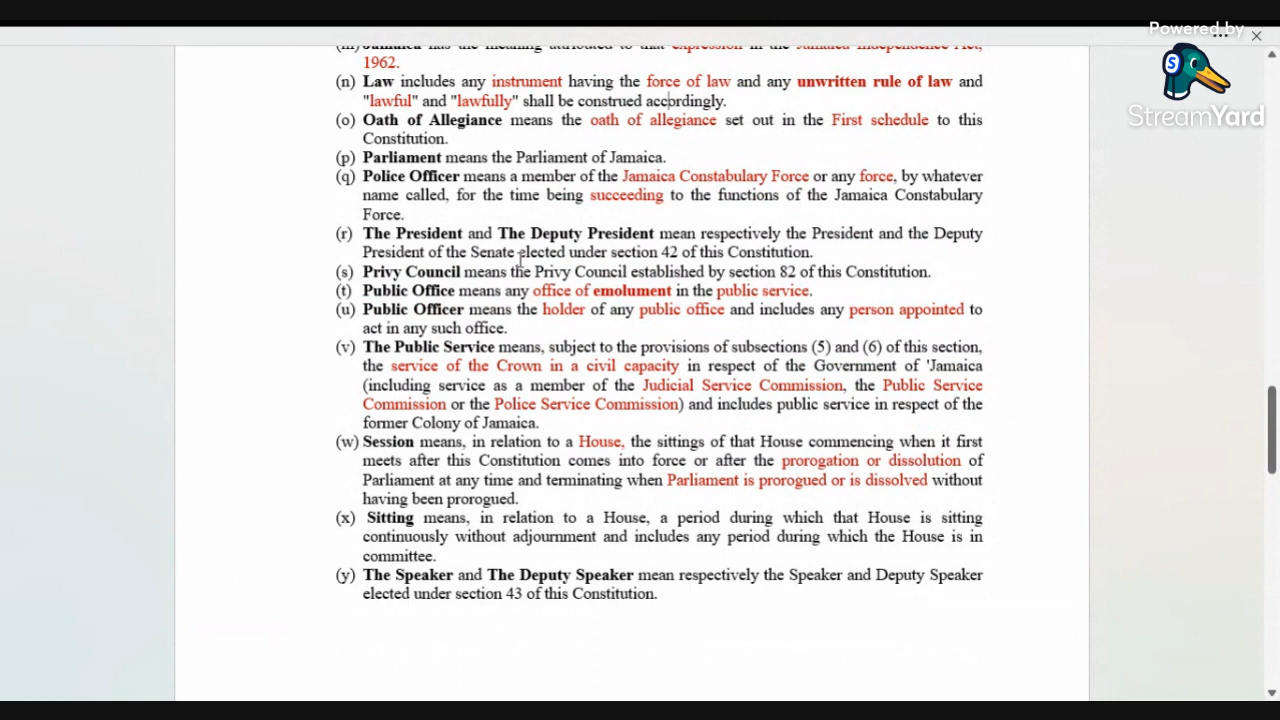 Powered by
StreamYard
(m) Jamaica has the meaning attributed to that expression in the Jamaica Independence Act,
1962.
(n) Law includes any instrument having the force of law and any unwritten rule of law and
"lawful" and "lawfully" shall be construed accordingly.
(o) Oath of Allegiance means the oath of allegiance set out in the First schedule to this
Constitution.
(p) Parliament means the Parliament of Jamaica.
(q) Police Officer means a member of the Jamaica Constabulary Force or any force, by whatever
name called, for the time being succeeding to the functions of the Jamaica Constabulary
Force.
(r) The President and The Deputy President mean respectively the President and the Deputy
President of the Senate elected under section 42 of this Constitution.
(s) Privy Council means the Privy Council established by section 82 of this Constitution.
(t) Public Office means any office of emolument in the public service.
(u) Public Officer means the holder of any public office and includes any person appointed to
act in any such office.
(v) The Public Service means, subject to the provisions of subsections (5) and (6) of this section,
the service of the Crown in a civil capacity in respect of the Government of 'Jamaica
(including service as a member of the Judicial Service Commission, the Public Service
Commission or the Police Service Commission) and includes public service in respect of the
former Colony of Jamaica.
(w) Session means, in relation to a House, the sittings of that House commencing when it first
meets after this Constitution comes into force or after the prorogation or dissolution of
Parliament at any time and terminating when Parliament is prorogued or is dissolved without
having been prorogued.
(x) Sitting means, in relation to a House, a period during which that House is sitting
continuously without adjournment and includes any period during which the House is in
committee.
(y) The Speaker and The Deputy Speaker mean respectively the Speaker and Deputy Speaker
elected under section 43 of this Constitution.